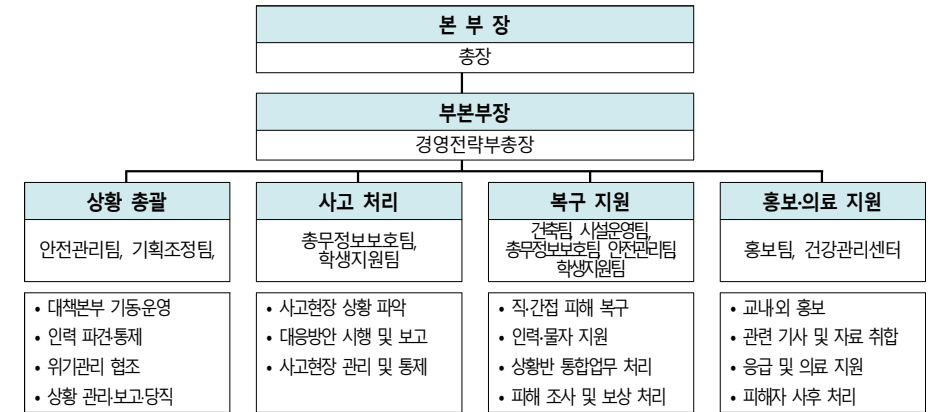 본 부 장
총장
부본부장
경영전략부총장
상황 총괄
안전관리팀, 기획조정팀,
• 대책본부 기동·운영
• 인력 파견·통제
• 위기관리 협조
• 상황 관리·보고·당직
사고 처리
총무정보보호팀,
학생지원팀
• 사고현장 상황 파악
• 대응방안 시행 및 보고
• 사고현장 관리 및 통제
복구 지원
건축팀, 시설운영팀,
총무정보보호팀, 안전관리팀,
학생지원팀
• 직·간접 피해 복구
• 인력·물자 지원
• 상황반 통합업무 처리
• 피해 조사 및 보상 처리
홍보·의료 지원
홍보팀, 건강관리센터
• 교내·외 홍보
• 관련 기사 및 자료 취합
• 응급 및 의료 지원
• 피해자 사후 처리